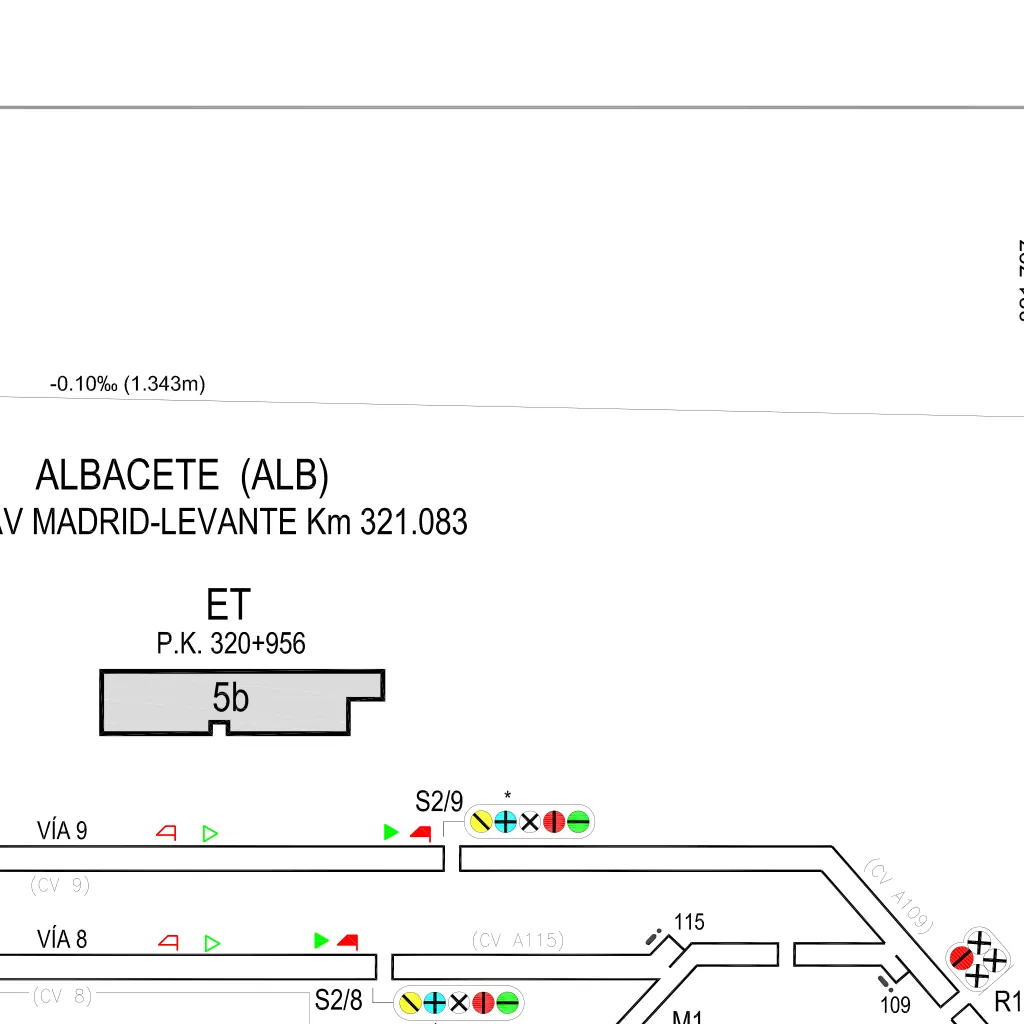 -0.10‰ (1.343m)
ALBACETE (ALB)
AV MADRID-LEVANTE Km 321.083
ET
P.K. 320+956
5b
S2/9
*
VÍA 9
(CV 9)
(CV A109)
VÍA 8
(CV A115)
115
(CV 8)
S2/8
109
R1
M1